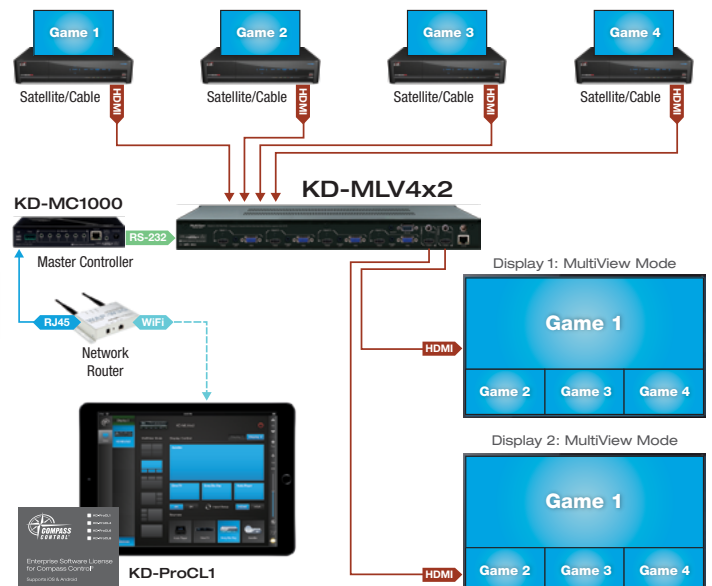 Game 1
Game 2
Game 3
Game 4
Satellite/Cable
HDMI
Satellite/Cable
HDMI
Satellite/Cable
HDMI
Satellite/Cable
HDMI
KD-MLV4x2
KD-MC1000
RS-232
Master Controller
Display 1: MultiView Mode
RJ45
WiFi
Network
Router
HDMI
Game 1
Game 2
Game 3
Game 4
Display 2: MultiView Mode
Game 1
HDMI
Game 2
Game 3
Game 4
COMPASS
CONTROL
Enterprise Software License
for Compass Control
Supports iOS & Android
KD-ProCL1